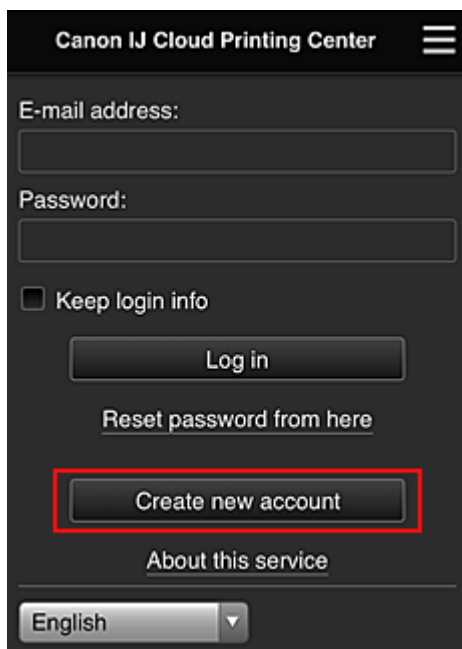 Canon IJ Cloud Printing Center
E-mail address:
Password:
Keep login info
Log in
Reset password from here
Create new account
About this service
English